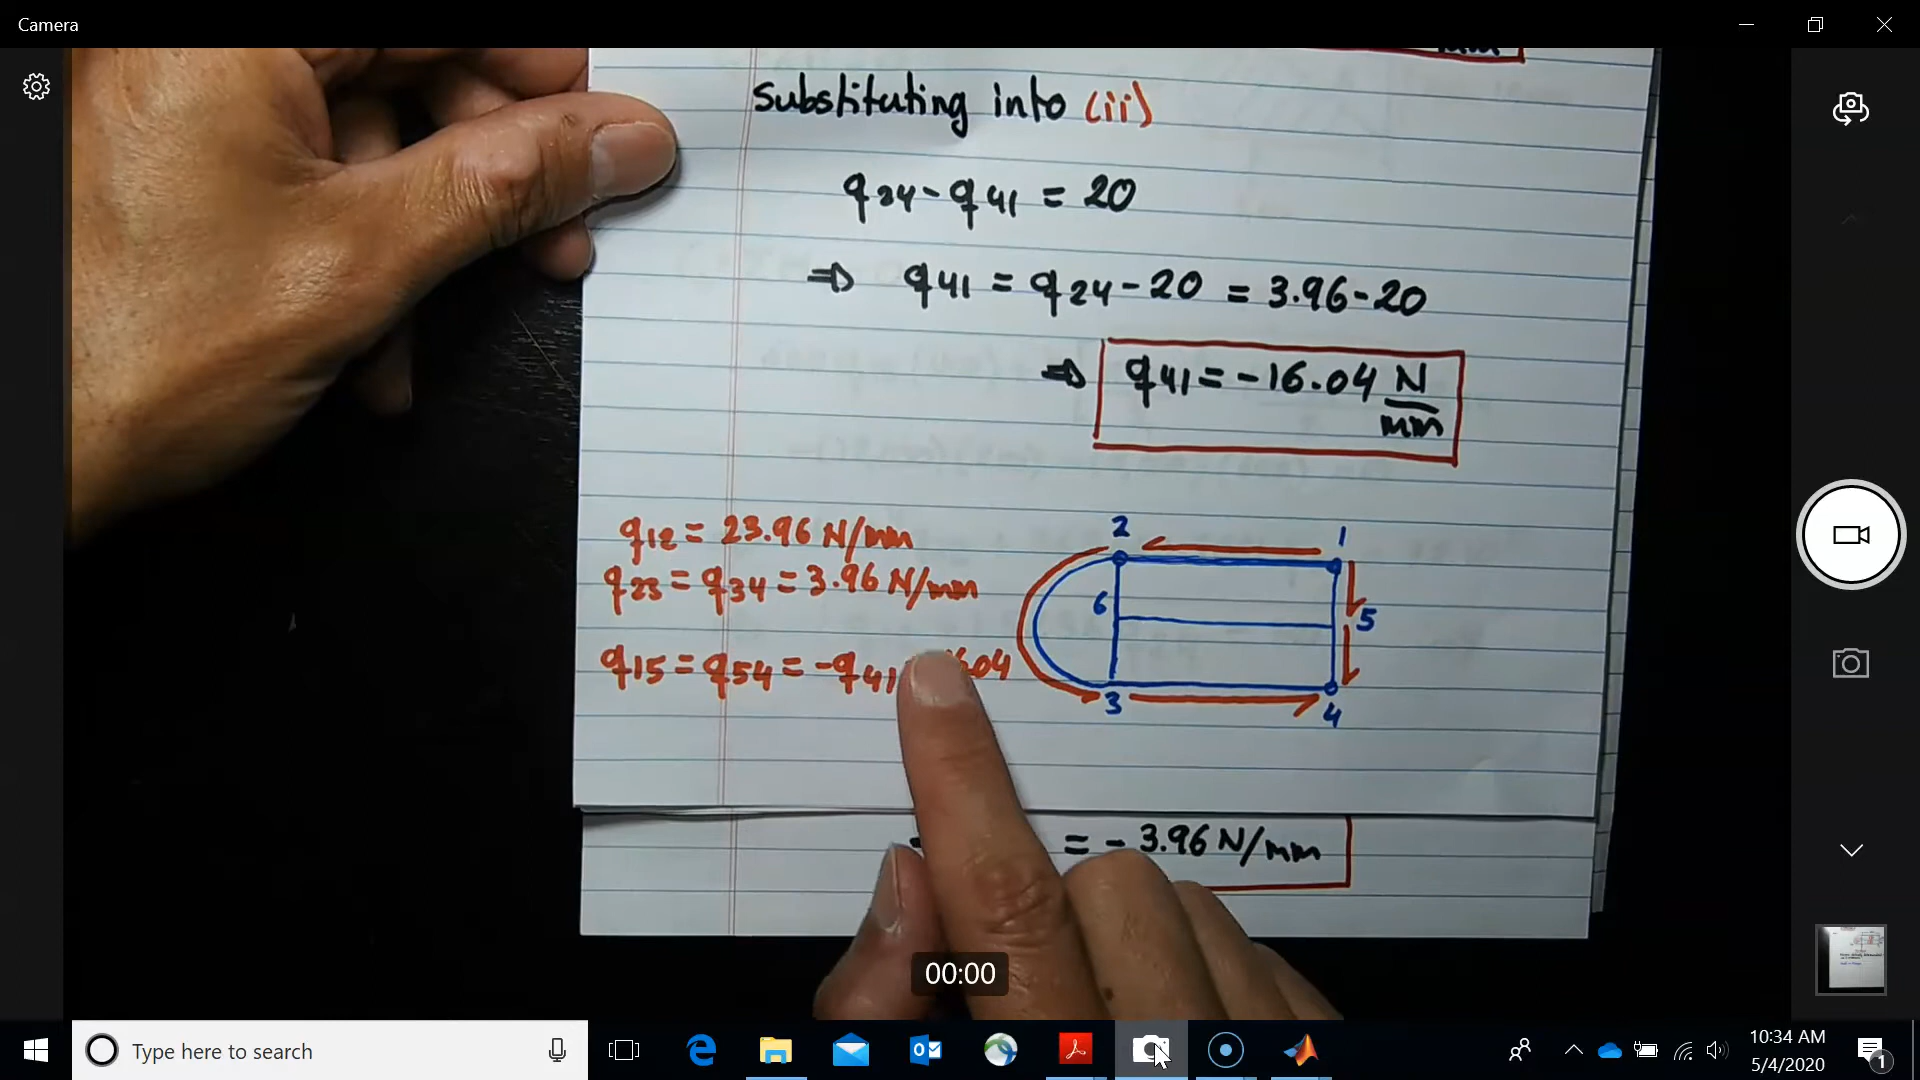 Camera
Substituting into (ii)
q24 - q41 = 20
⇒ q41 = q24 - 20 = 3.96 - 20
⇒ q41 = -16.04 N/mm
q12 = 23.96 N/mm
q23 = q34 = 3.96 N/mm
q15 = q54 = -q41
2
1
6
5
3
4
= - 3.96 N/mm
00:00
Type here to search
10:34 AM
5/4/2020
1